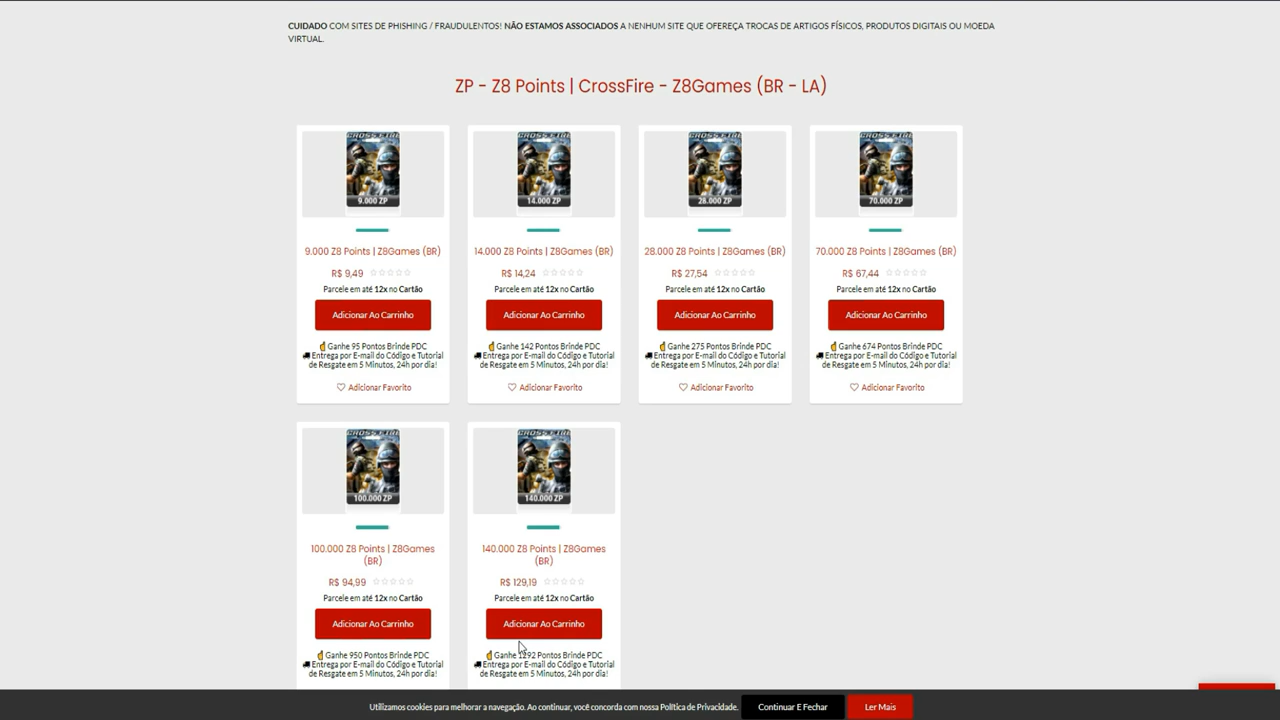 CUIDADO COM SITES DE PHISHING / FRAUDULENTOS! NÃO ESTAMOS ASSOCIADOS A NENHUM SITE QUE OFEREÇA TROCAS DE ARTIGOS FÍSICOS, PRODUTOS DIGITAIS OU MOEDA
VIRTUAL.
ZP - Z8 Points | CrossFire - Z8Games (BR - LA)
CROSSFIRE
9.000 ZP
9.000 Z8 Points | Z8Games (BR)
R$ 9,49
Parcele em até 12x no Cartão
Adicionar Ao Carrinho
Ganhe 95 Pontos Brinde PDC
Entrega por E-mail do Código e Tutorial
de Resgate em 5 Minutos, 24h por dia!
Adicionar Favorito
CROSSFIRE
14.000 ZP
14.000 Z8 Points | Z8Games (BR)
R$ 14,24
Parcele em até 12x no Cartão
Adicionar Ao Carrinho
Ganhe 142 Pontos Brinde PDC
Entrega por E-mail do Código e Tutorial
de Resgate em 5 Minutos, 24h por dia!
Adicionar Favorito
CROSSFIRE
28.000 ZP
28.000 Z8 Points | Z8Games (BR)
R$ 27,54
Parcele em até 12x no Cartão
Adicionar Ao Carrinho
Ganhe 275 Pontos Brinde PDC
Entrega por E-mail do Código e Tutorial
de Resgate em 5 Minutos, 24h por dia!
Adicionar Favorito
CROSSFIRE
70.000 ZP
70.000 Z8 Points | Z8Games (BR)
R$ 67,44
Parcele em até 12x no Cartão
Adicionar Ao Carrinho
Ganhe 674 Pontos Brinde PDC
Entrega por E-mail do Código e Tutorial
de Resgate em 5 Minutos, 24h por dia!
Adicionar Favorito
CROSSFIRE
100.000 ZP
100.000 Z8 Points | Z8Games
(BR)
R$ 94,99
Parcele em até 12x no Cartão
Adicionar Ao Carrinho
Ganhe 950 Pontos Brinde PDC
Entrega por E-mail do Código e Tutorial
de Resgate em 5 Minutos, 24h por dia!
CROSSFIRE
140.000 ZP
140.000 Z8 Points | Z8Games
(BR)
R$ 129,19
Parcele em até 12x no Cartão
Adicionar Ao Carrinho
Ganhe 1292 Pontos Brinde PDC
Entrega por E-mail do Código e Tutorial
de Resgate em 5 Minutos, 24h por dia!
Utilizamos cookies para melhorar a navegação. Ao continuar, você concorda com nossa Política de Privacidade. Continuar E Fechar Ler Mais